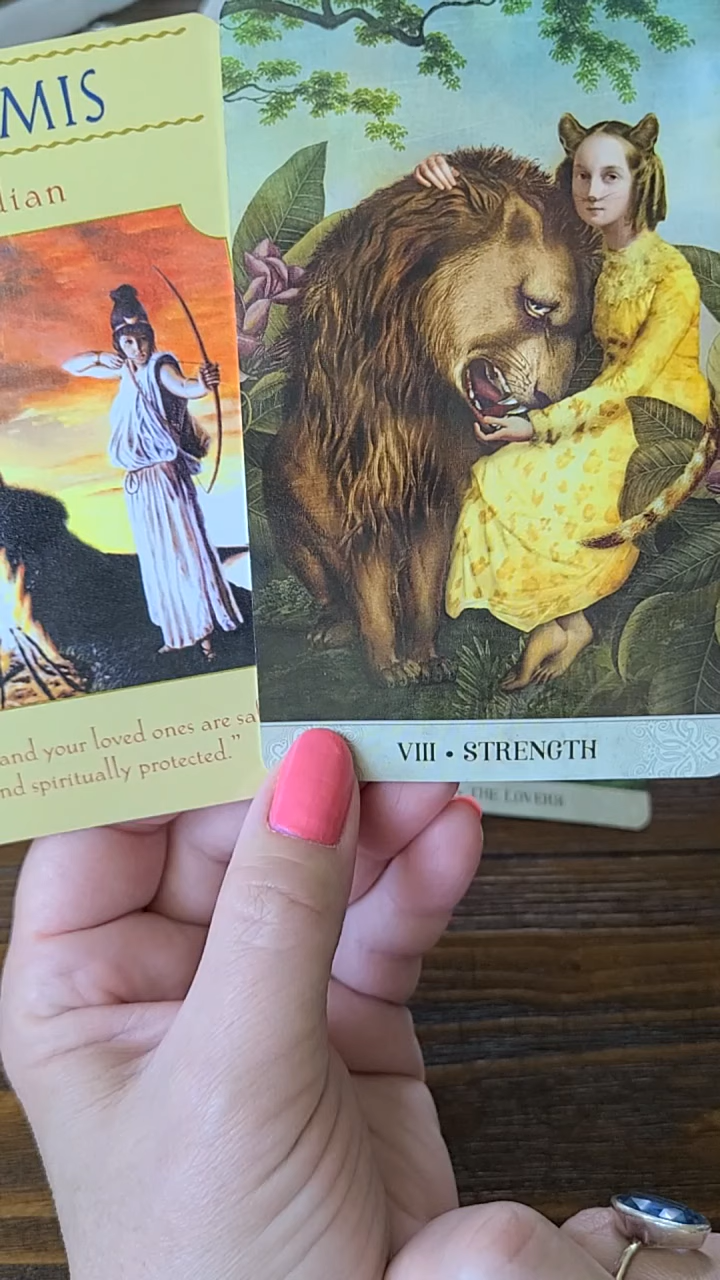 MIS
dian
and your loved ones are sa
nd spiritually protected."
VIII • STRENGTH
THE LOVERS